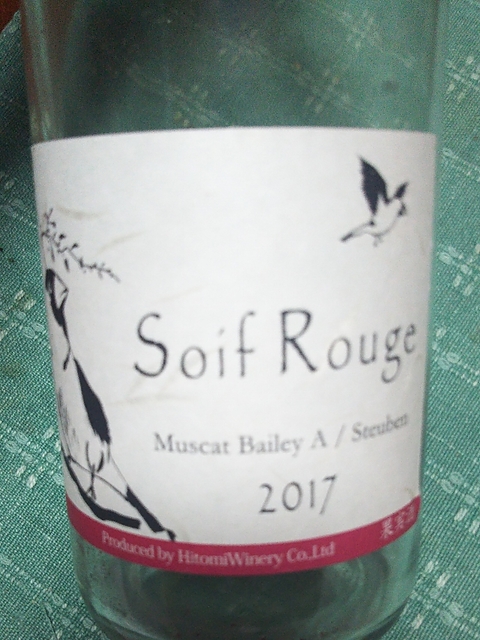 Soif Rouge
Muscat Bailey A / Steuben
2017
Produced by HitomiWinery Co.,Ltd